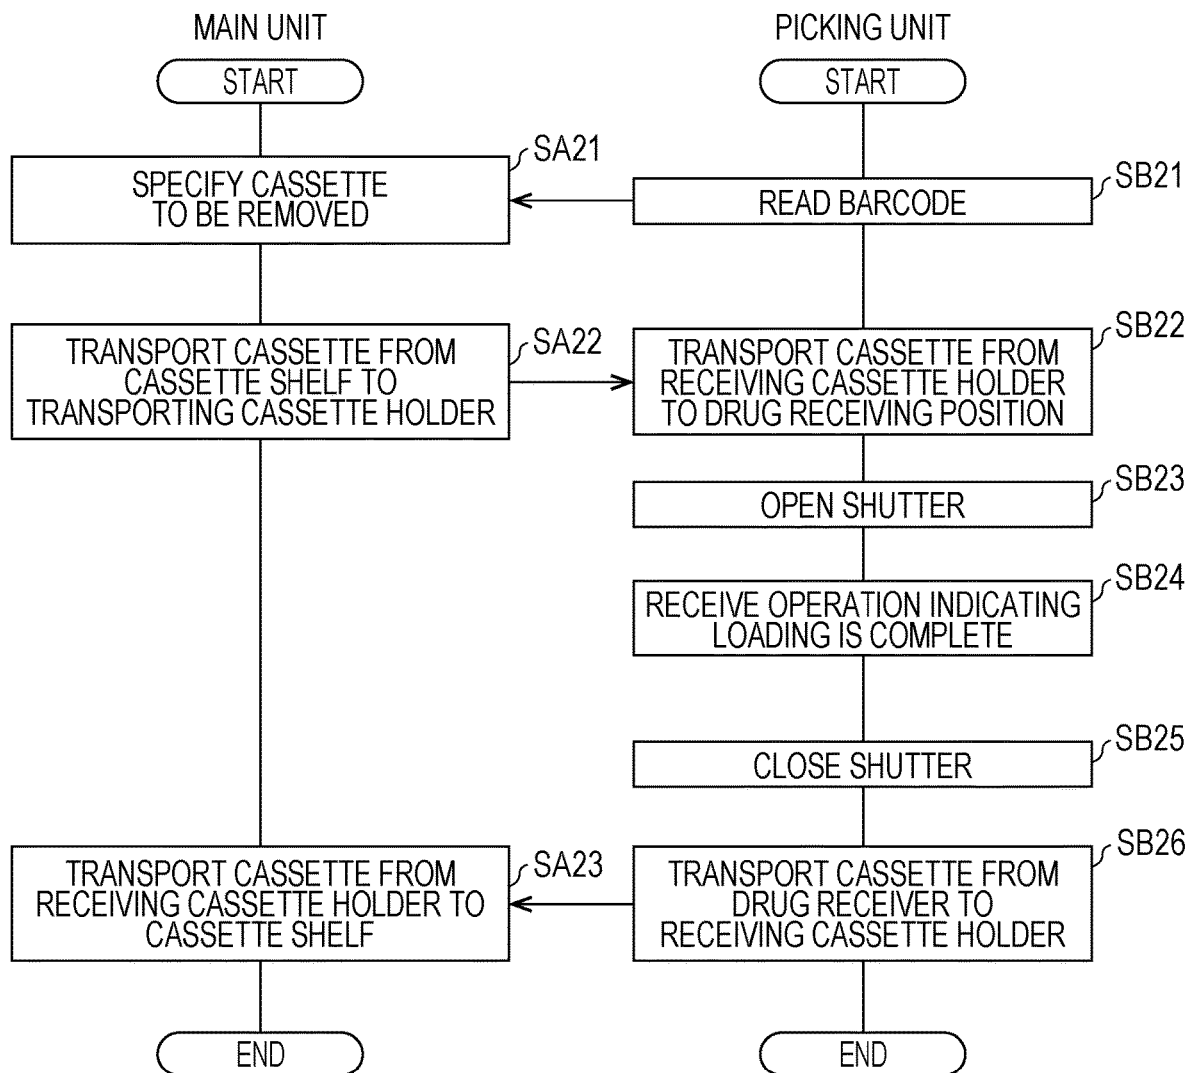 MAIN UNIT
PICKING UNIT
START
START
SA21
SPECIFY CASSETTE
TO BE REMOVED
SB21
READ BARCODE
SA22
TRANSPORT CASSETTE FROM
CASSETTE SHELF TO
TRANSPORTING CASSETTE HOLDER
SB22
TRANSPORT CASSETTE FROM
RECEIVING CASSETTE HOLDER
TO DRUG RECEIVING POSITION
SB23
OPEN SHUTTER
SB24
RECEIVE OPERATION INDICATING
LOADING IS COMPLETE
SB25
CLOSE SHUTTER
SA23
TRANSPORT CASSETTE FROM
RECEIVING CASSETTE HOLDER TO
CASSETTE SHELF
SB26
TRANSPORT CASSETTE FROM
DRUG RECEIVER TO
RECEIVING CASSETTE HOLDER
END
END